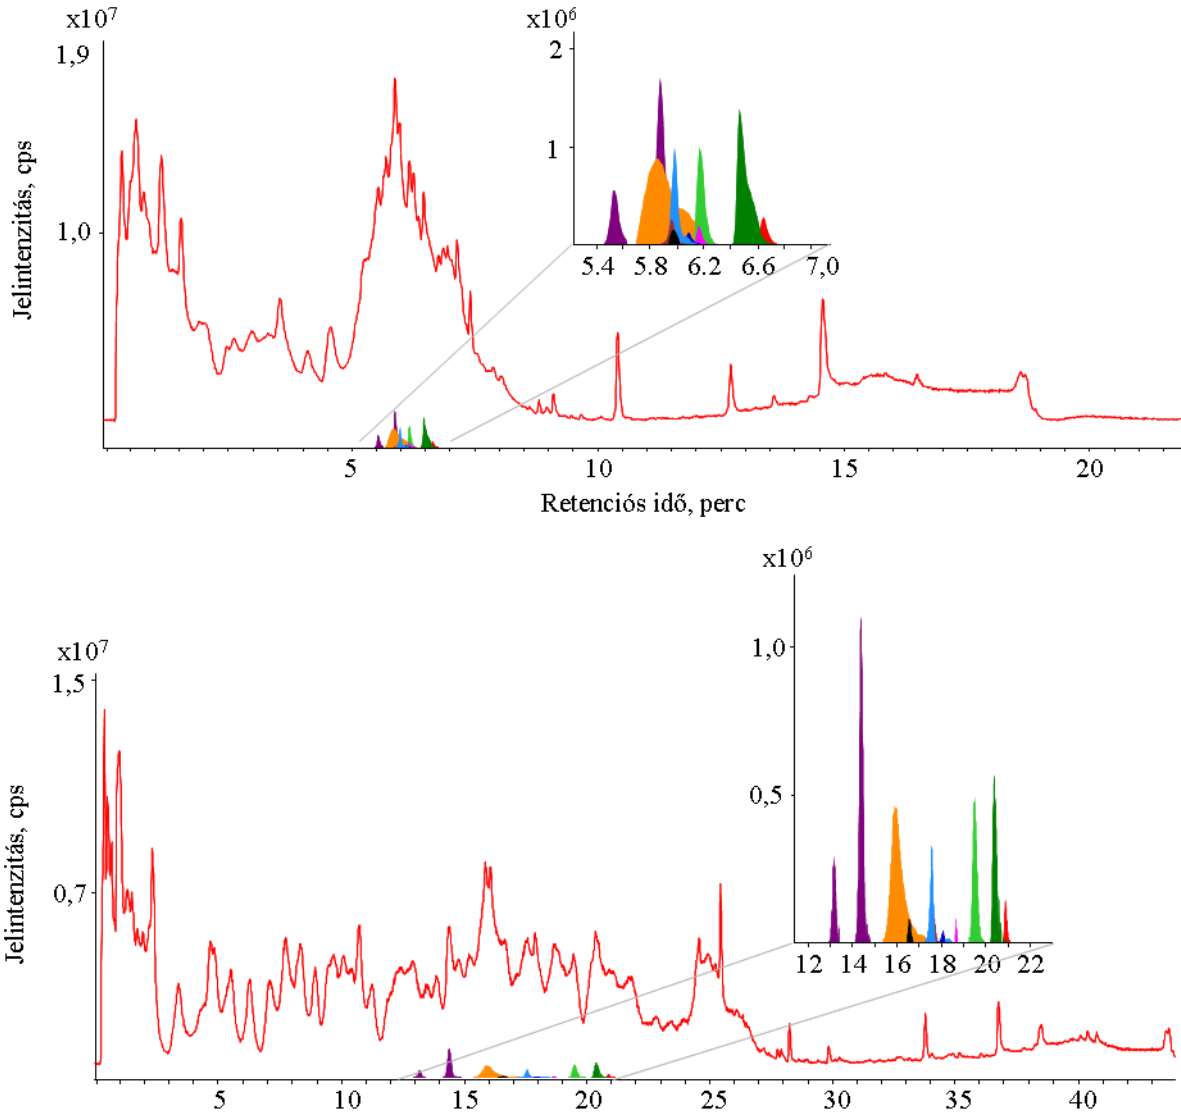 x10⁷
1,9
1,0
Jelintenzitás, cps
x10⁶
2
1
5.4 5.8 6.2 6.6 7,0
5 10 15 20
Retenciós idő, perc
x10⁷
1,5
0,7
Jelintenzitás, cps
x10⁶
1,0
0,5
12 14 16 18 20 22
5 10 15 20 25 30 35 40